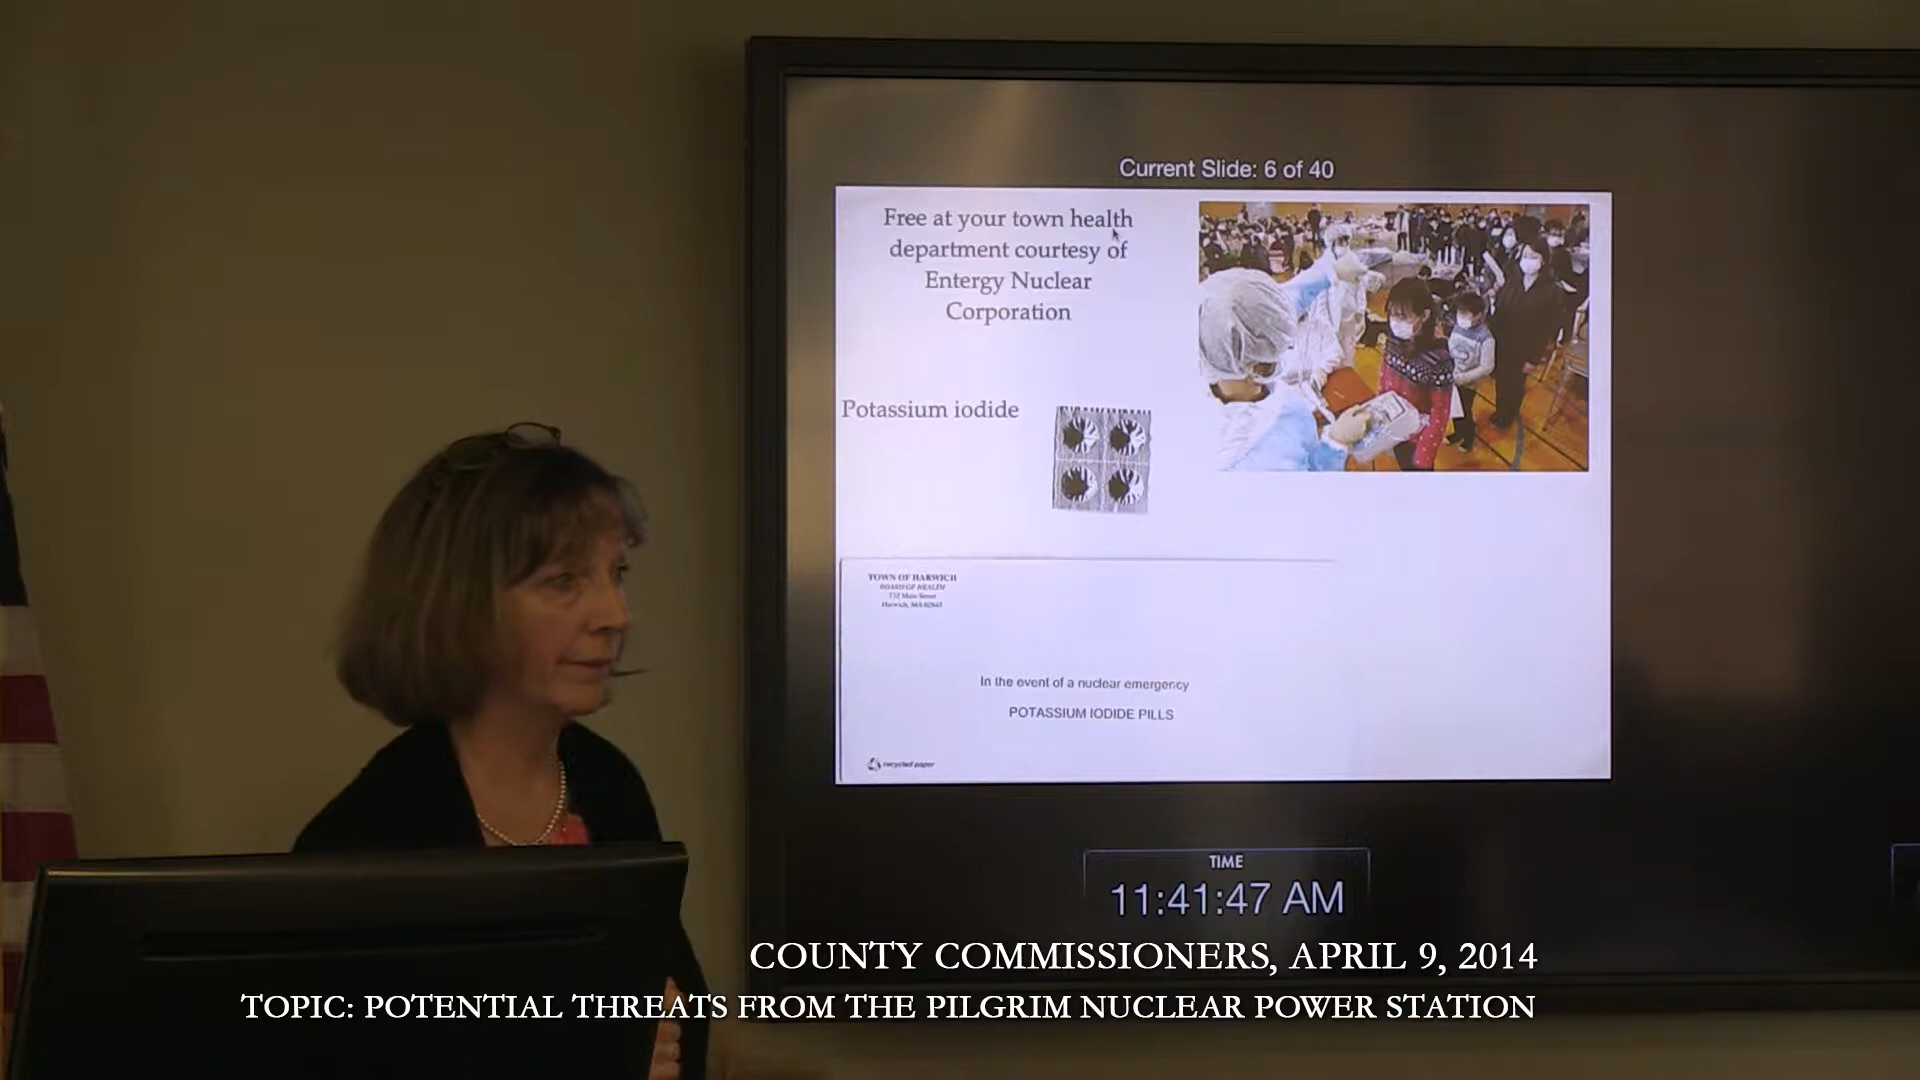 Current Slide: 6 of 40
Free at your town health
department courtesy of
Entergy Nuclear
Corporation
Potassium iodide
TOWN OF HARWICH
BOARD OF HEALTH
732 Main Street
Harwich, MA 02645
In the event of a nuclear emergency
POTASSIUM IODIDE PILLS
recycled paper
TIME
11:41:47 AM
COUNTY COMMISSIONERS, APRIL 9, 2014
TOPIC: POTENTIAL THREATS FROM THE PILGRIM NUCLEAR POWER STATION